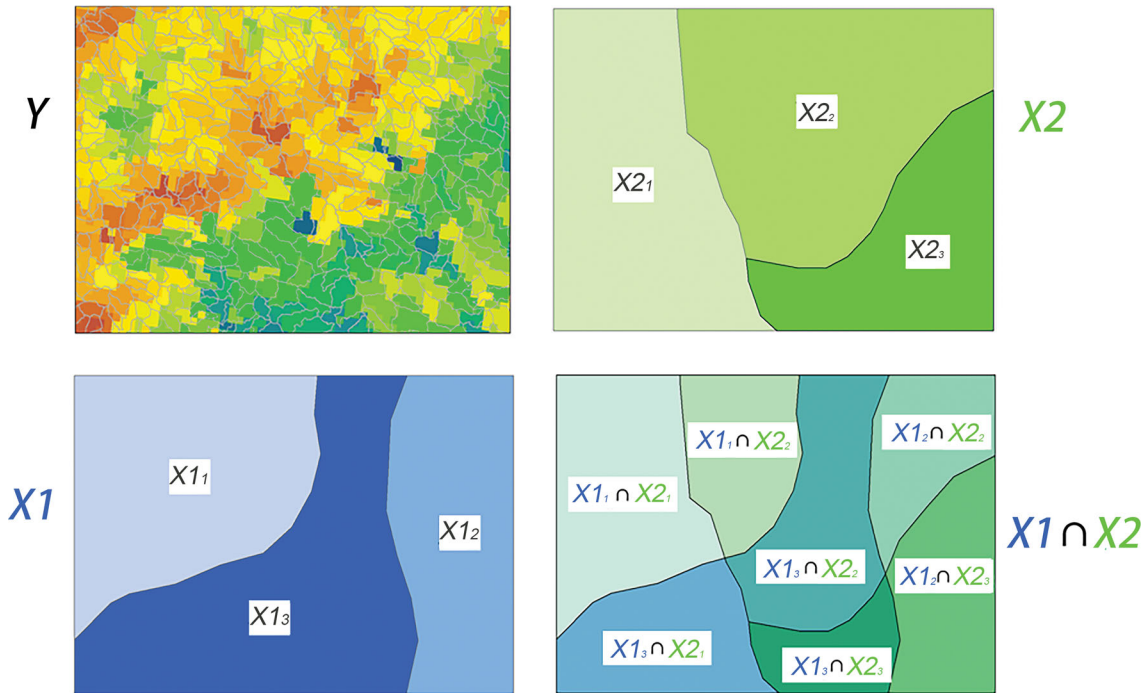 Y
X2₁
X2₂
X2₃
X2
X1
X1₁
X1₂
X1₃
X1₁ ∩ X2₁
X1₁ ∩ X2₂
X1₂ ∩ X2₂
X1₃ ∩ X2₂
X1₂ ∩ X2₃
X1₃ ∩ X2₁
X1₃ ∩ X2₃
X1 ∩ X2